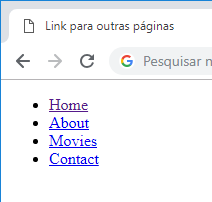 Link para outras páginas
Pesquisar n
Home
About
Movies
Contact